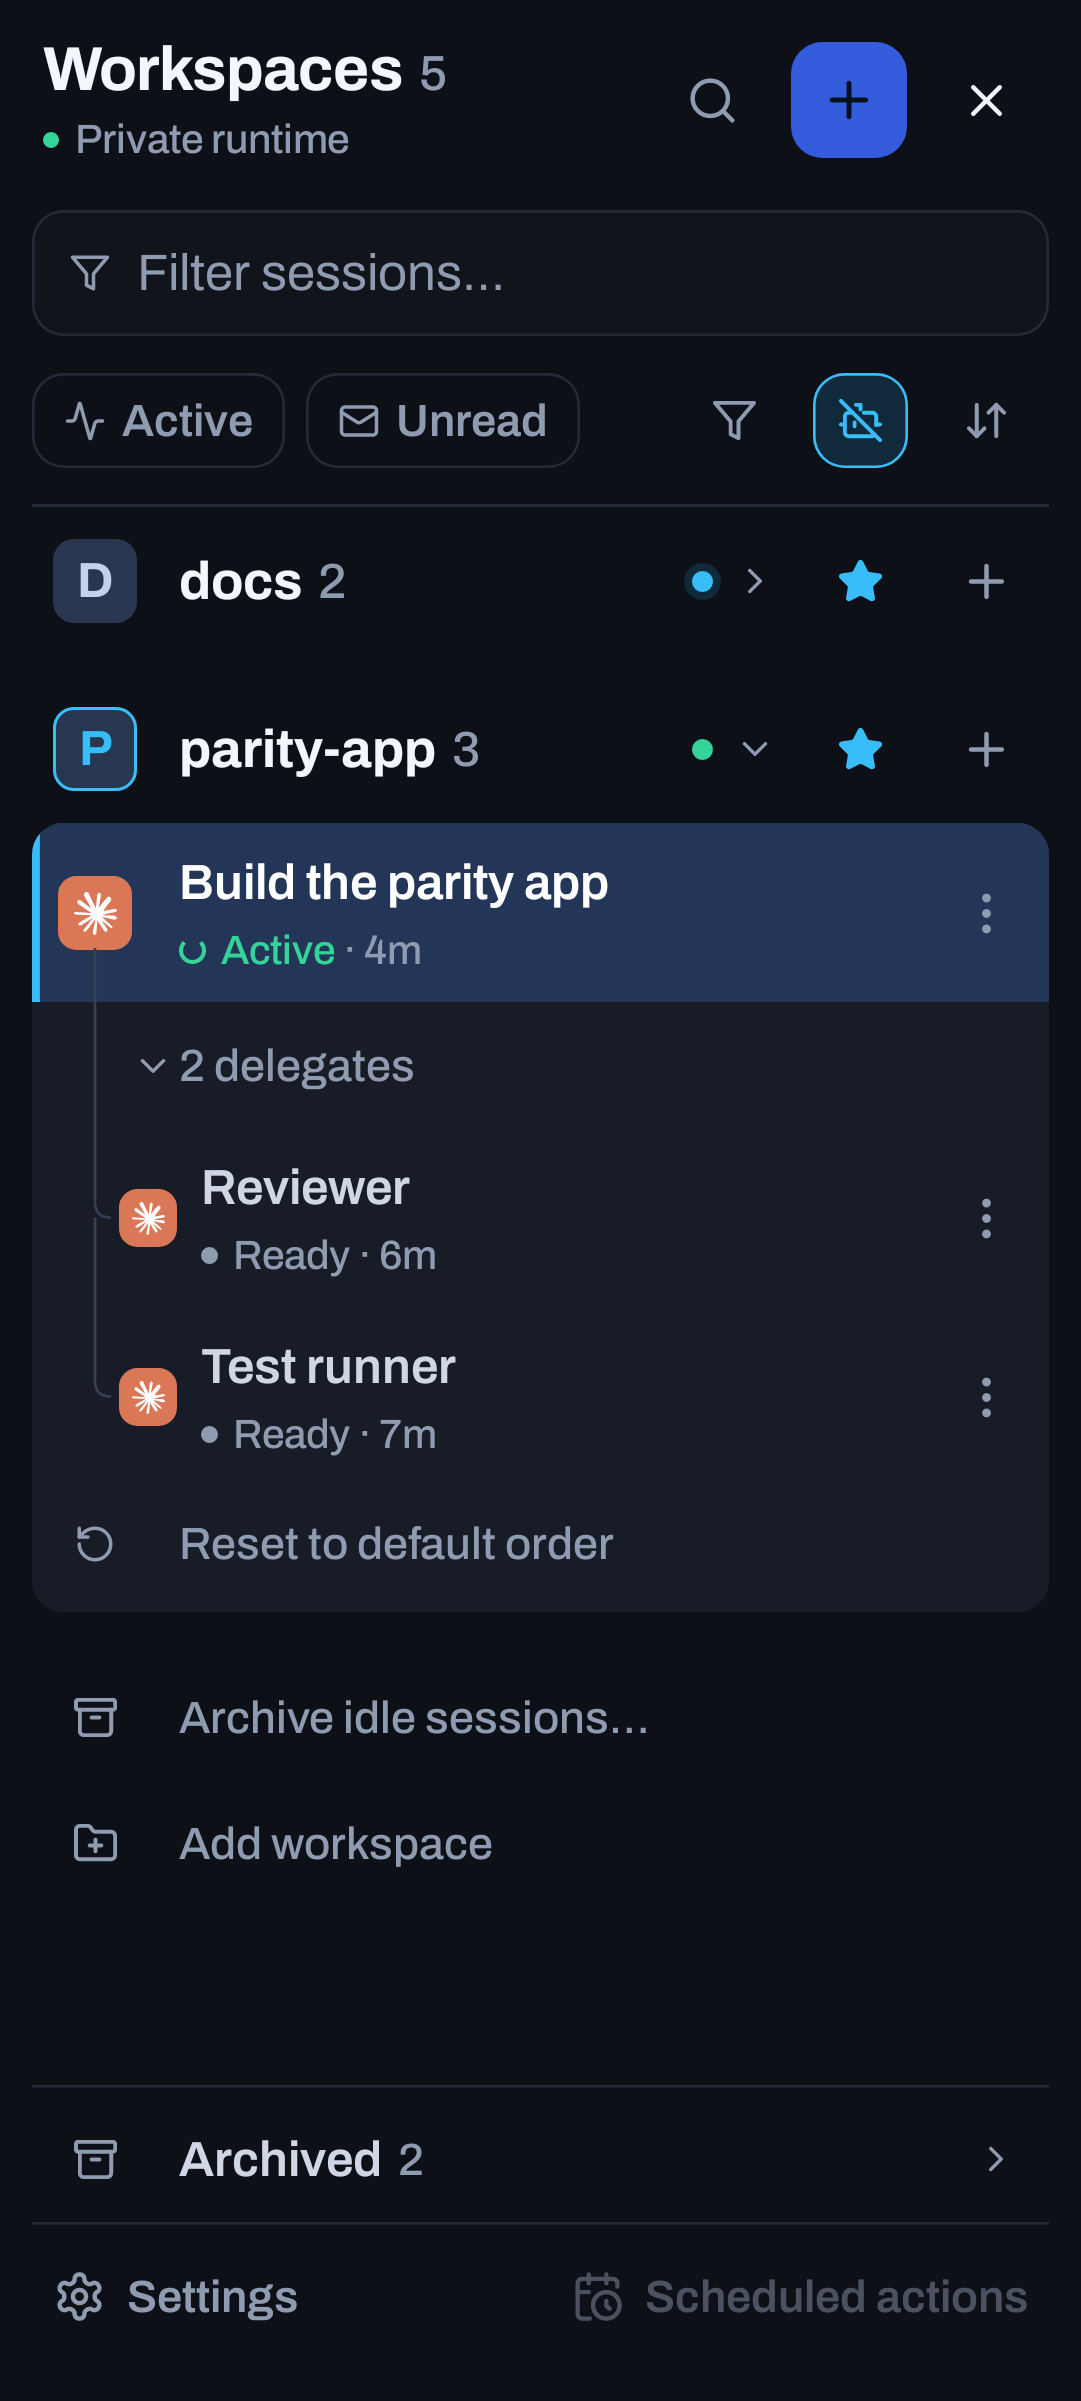 Workspaces 5
Private runtime
Filter sessions...
Active
Unread
D docs 2
P parity-app 3
Build the parity app
Active · 4m
2 delegates
Reviewer
Ready · 6m
Test runner
Ready · 7m
Reset to default order
Archive idle sessions...
Add workspace
Archived 2
Settings
Scheduled actions